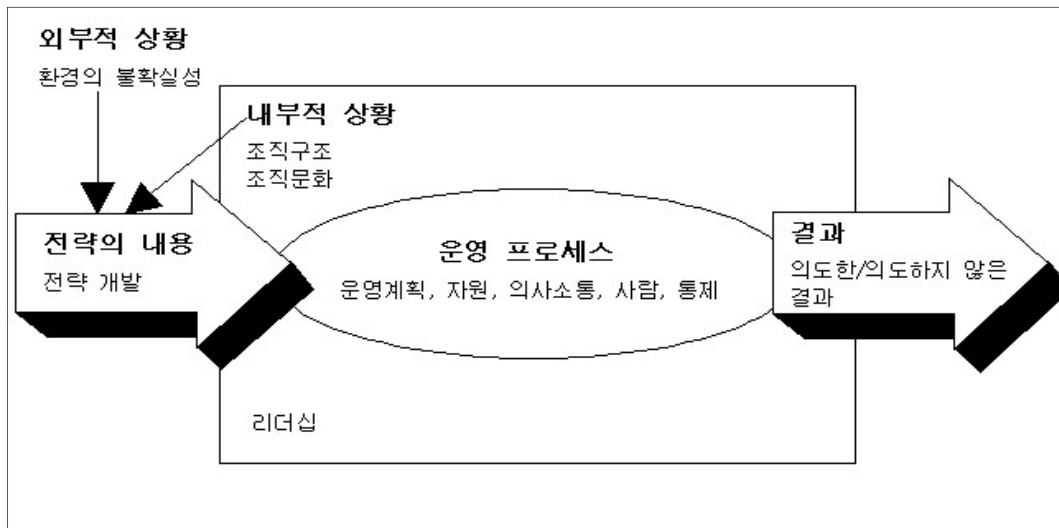 외부적 상황
환경의 불확실성
내부적 상황
조직구조
조직문화
전략의 내용
전략 개발
운영 프로세스
운영계획, 자원, 의사소통, 사람, 통제
결과
의도한/의도하지 않은
결과
리더십